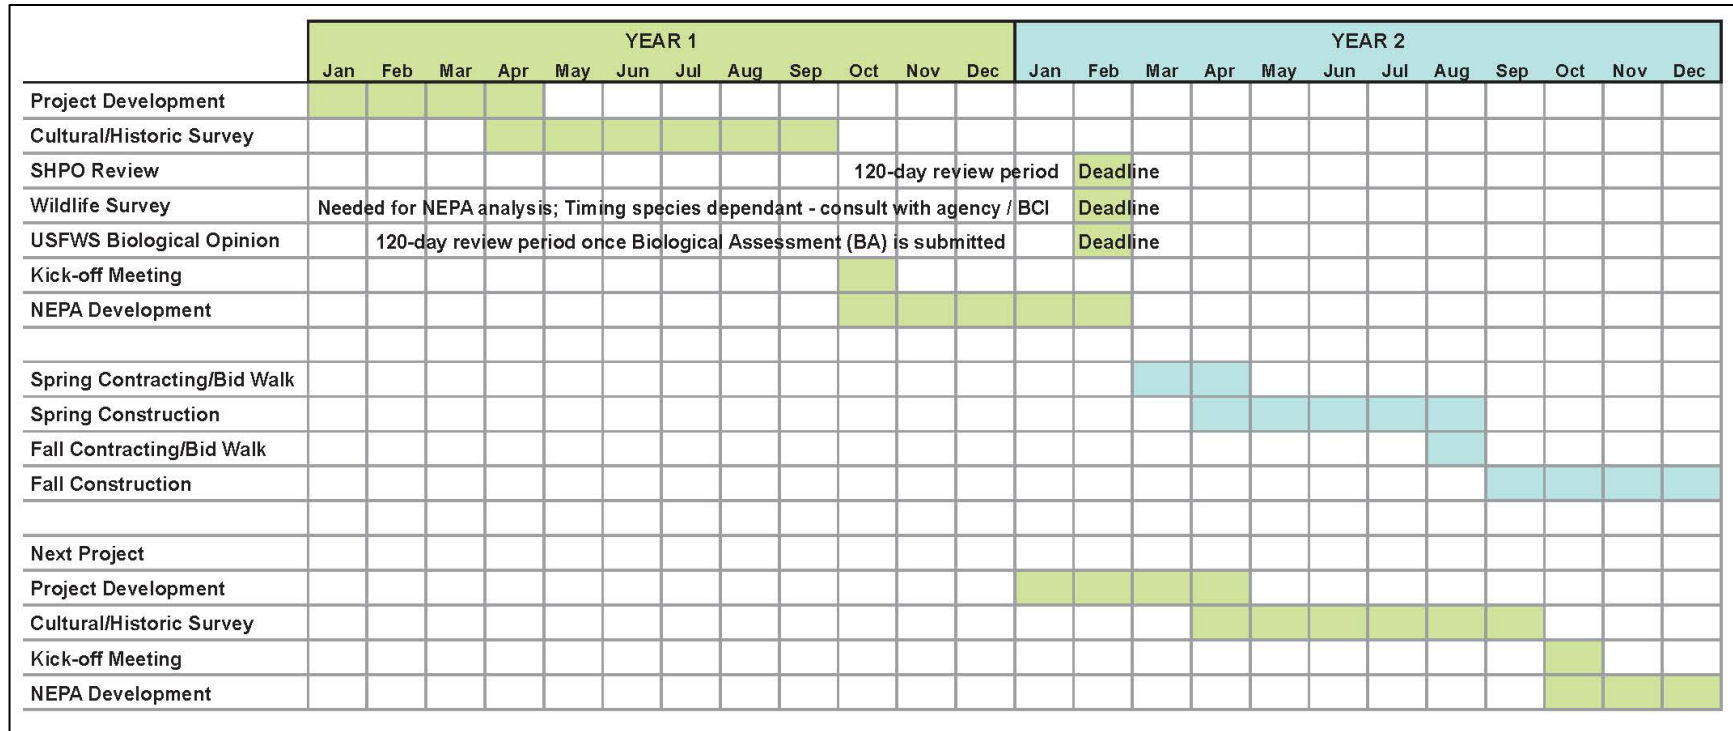 YEAR 1 YEAR 2
Jan Feb Mar Apr May Jun Jul Aug Sep Oct Nov Dec Jan Feb Mar Apr May Jun Jul Aug Sep Oct Nov Dec
Project Development
Cultural/Historic Survey
SHPO Review 120-day review period Deadline
Wildlife Survey Needed for NEPA analysis; Timing species dependant - consult with agency / BCI Deadline
USFWS Biological Opinion 120-day review period once Biological Assessment (BA) is submitted Deadline
Kick-off Meeting
NEPA Development
Spring Contracting/Bid Walk
Spring Construction
Fall Contracting/Bid Walk
Fall Construction
Next Project
Project Development
Cultural/Historic Survey
Kick-off Meeting
NEPA Development